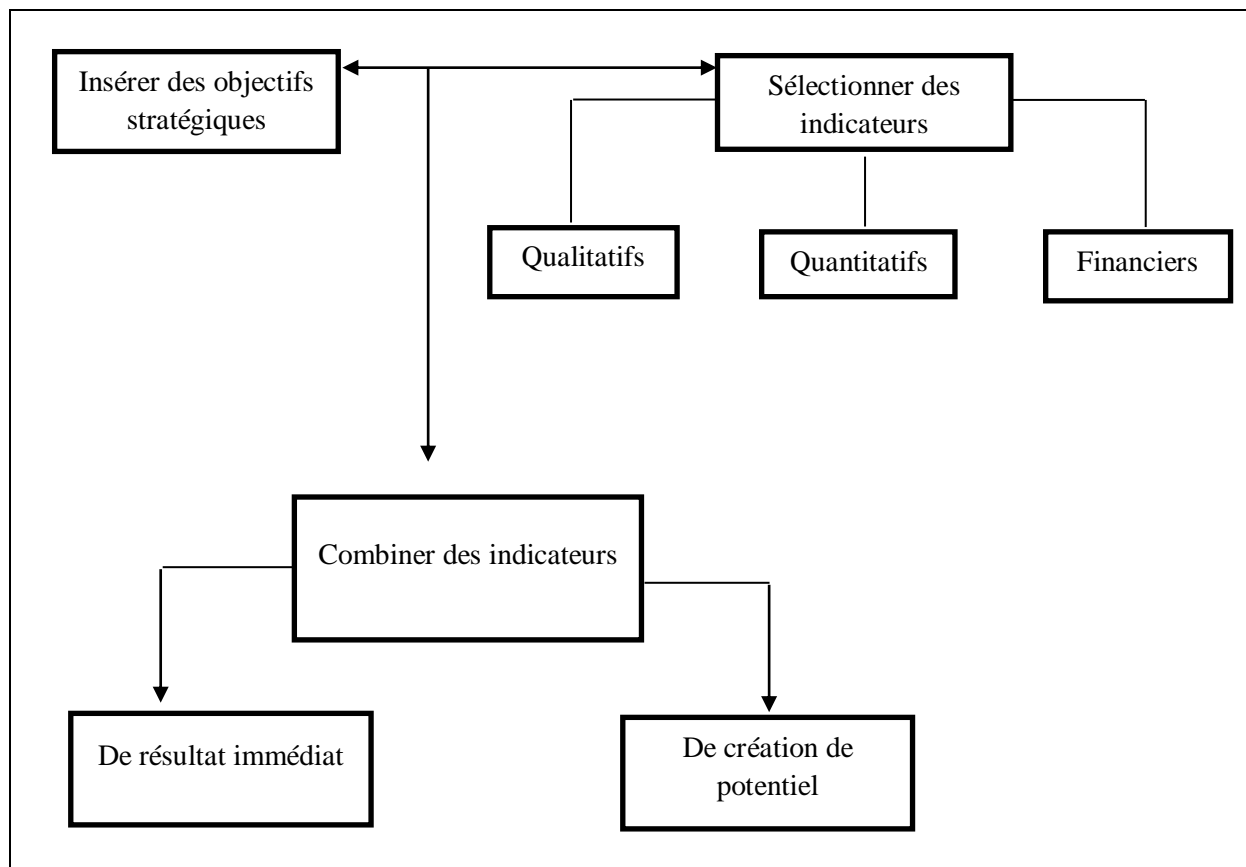 Insérer des objectifs
stratégiques
Sélectionner des
indicateurs
Qualitatifs
Quantitatifs
Financiers
Combiner des indicateurs
De résultat immédiat
De création de
potentiel